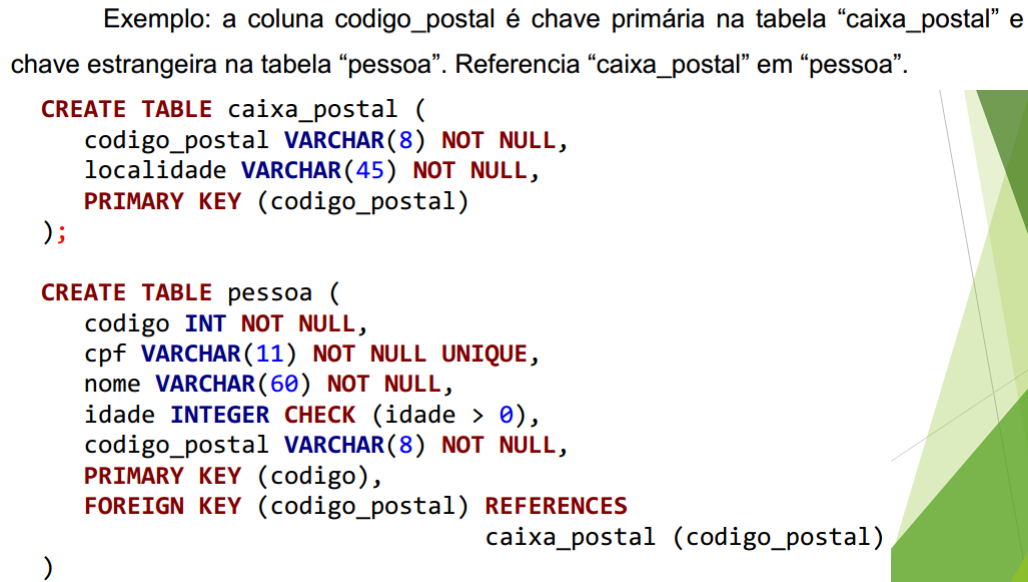 Exemplo: a coluna codigo_postal é chave primária na tabela “caixa_postal” e
chave estrangeira na tabela “pessoa”. Referencia “caixa_postal” em “pessoa”.
CREATE TABLE caixa_postal (
codigo_postal VARCHAR(8) NOT NULL,
localidade VARCHAR(45) NOT NULL,
PRIMARY KEY (codigo_postal)
);
CREATE TABLE pessoa (
codigo INT NOT NULL,
cpf VARCHAR(11) NOT NULL UNIQUE,
nome VARCHAR(60) NOT NULL,
idade INTEGER CHECK (idade > 0),
codigo_postal VARCHAR(8) NOT NULL,
PRIMARY KEY (codigo),
FOREIGN KEY (codigo_postal) REFERENCES
caixa_postal (codigo_postal)
)